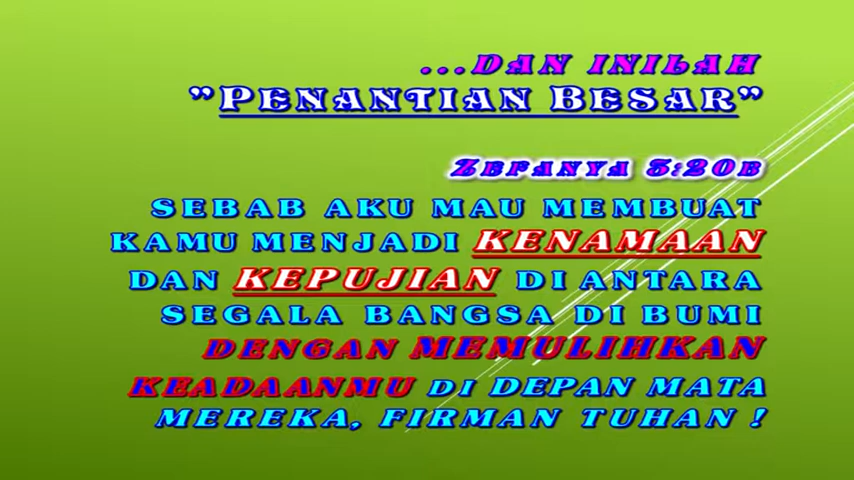 ...DAN INILAH
"PENANTIAN BESAR"
ZEFANYA 3:20B
SEBAB AKU MAU MEMBUAT
KAMU MENJADI KENAMAAN
DAN KEPUJIAN DI ANTARA
SEGALA BANGSA DI BUMI
DENGAN MEMULIHKAN
KEADAANMU DI DEPAN MATA
MEREKA, FIRMAN TUHAN !